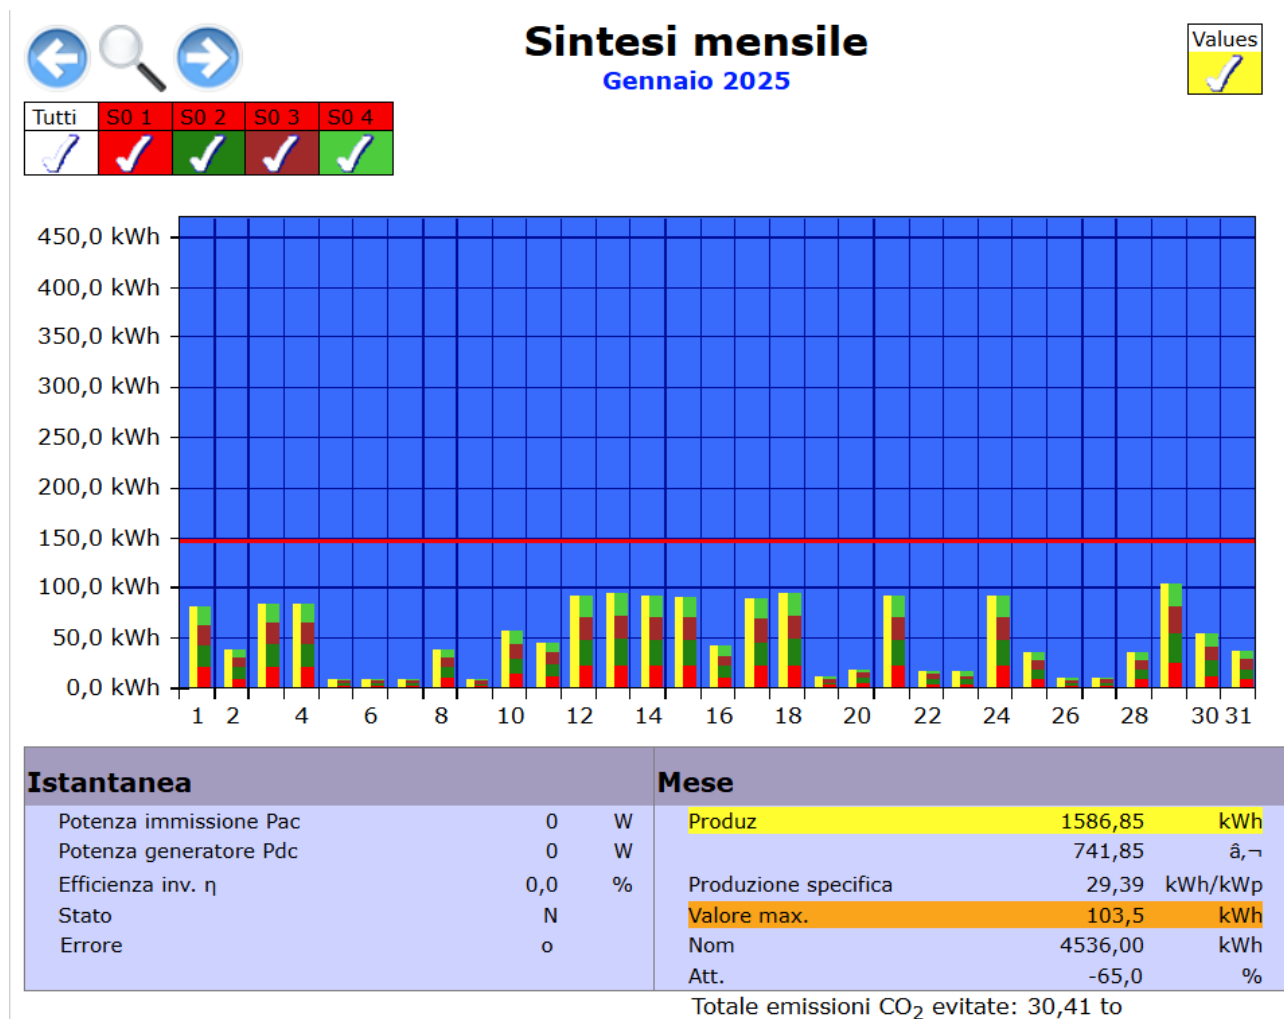 Sintesi mensile
Gennaio 2025
Values
Tutti S0 1 S0 2 S0 3 S0 4
450,0 kWh
400,0 kWh
350,0 kWh
300,0 kWh
250,0 kWh
200,0 kWh
150,0 kWh
100,0 kWh
50,0 kWh
0,0 kWh
1 2 4 6 8 10 12 14 16 18 20 22 24 26 28 30 31
Istantanea
Potenza immissione Pac 0 W
Potenza generatore Pdc 0 W
Efficienza inv. η 0,0 %
Stato N
Errore o
Mese
Produz 1586,85 kWh
741,85 â‚¬
Produzione specifica 29,39 kWh/kWp
Valore max. 103,5 kWh
Nom 4536,00 kWh
Att. -65,0 %
Totale emissioni CO₂ evitate: 30,41 to